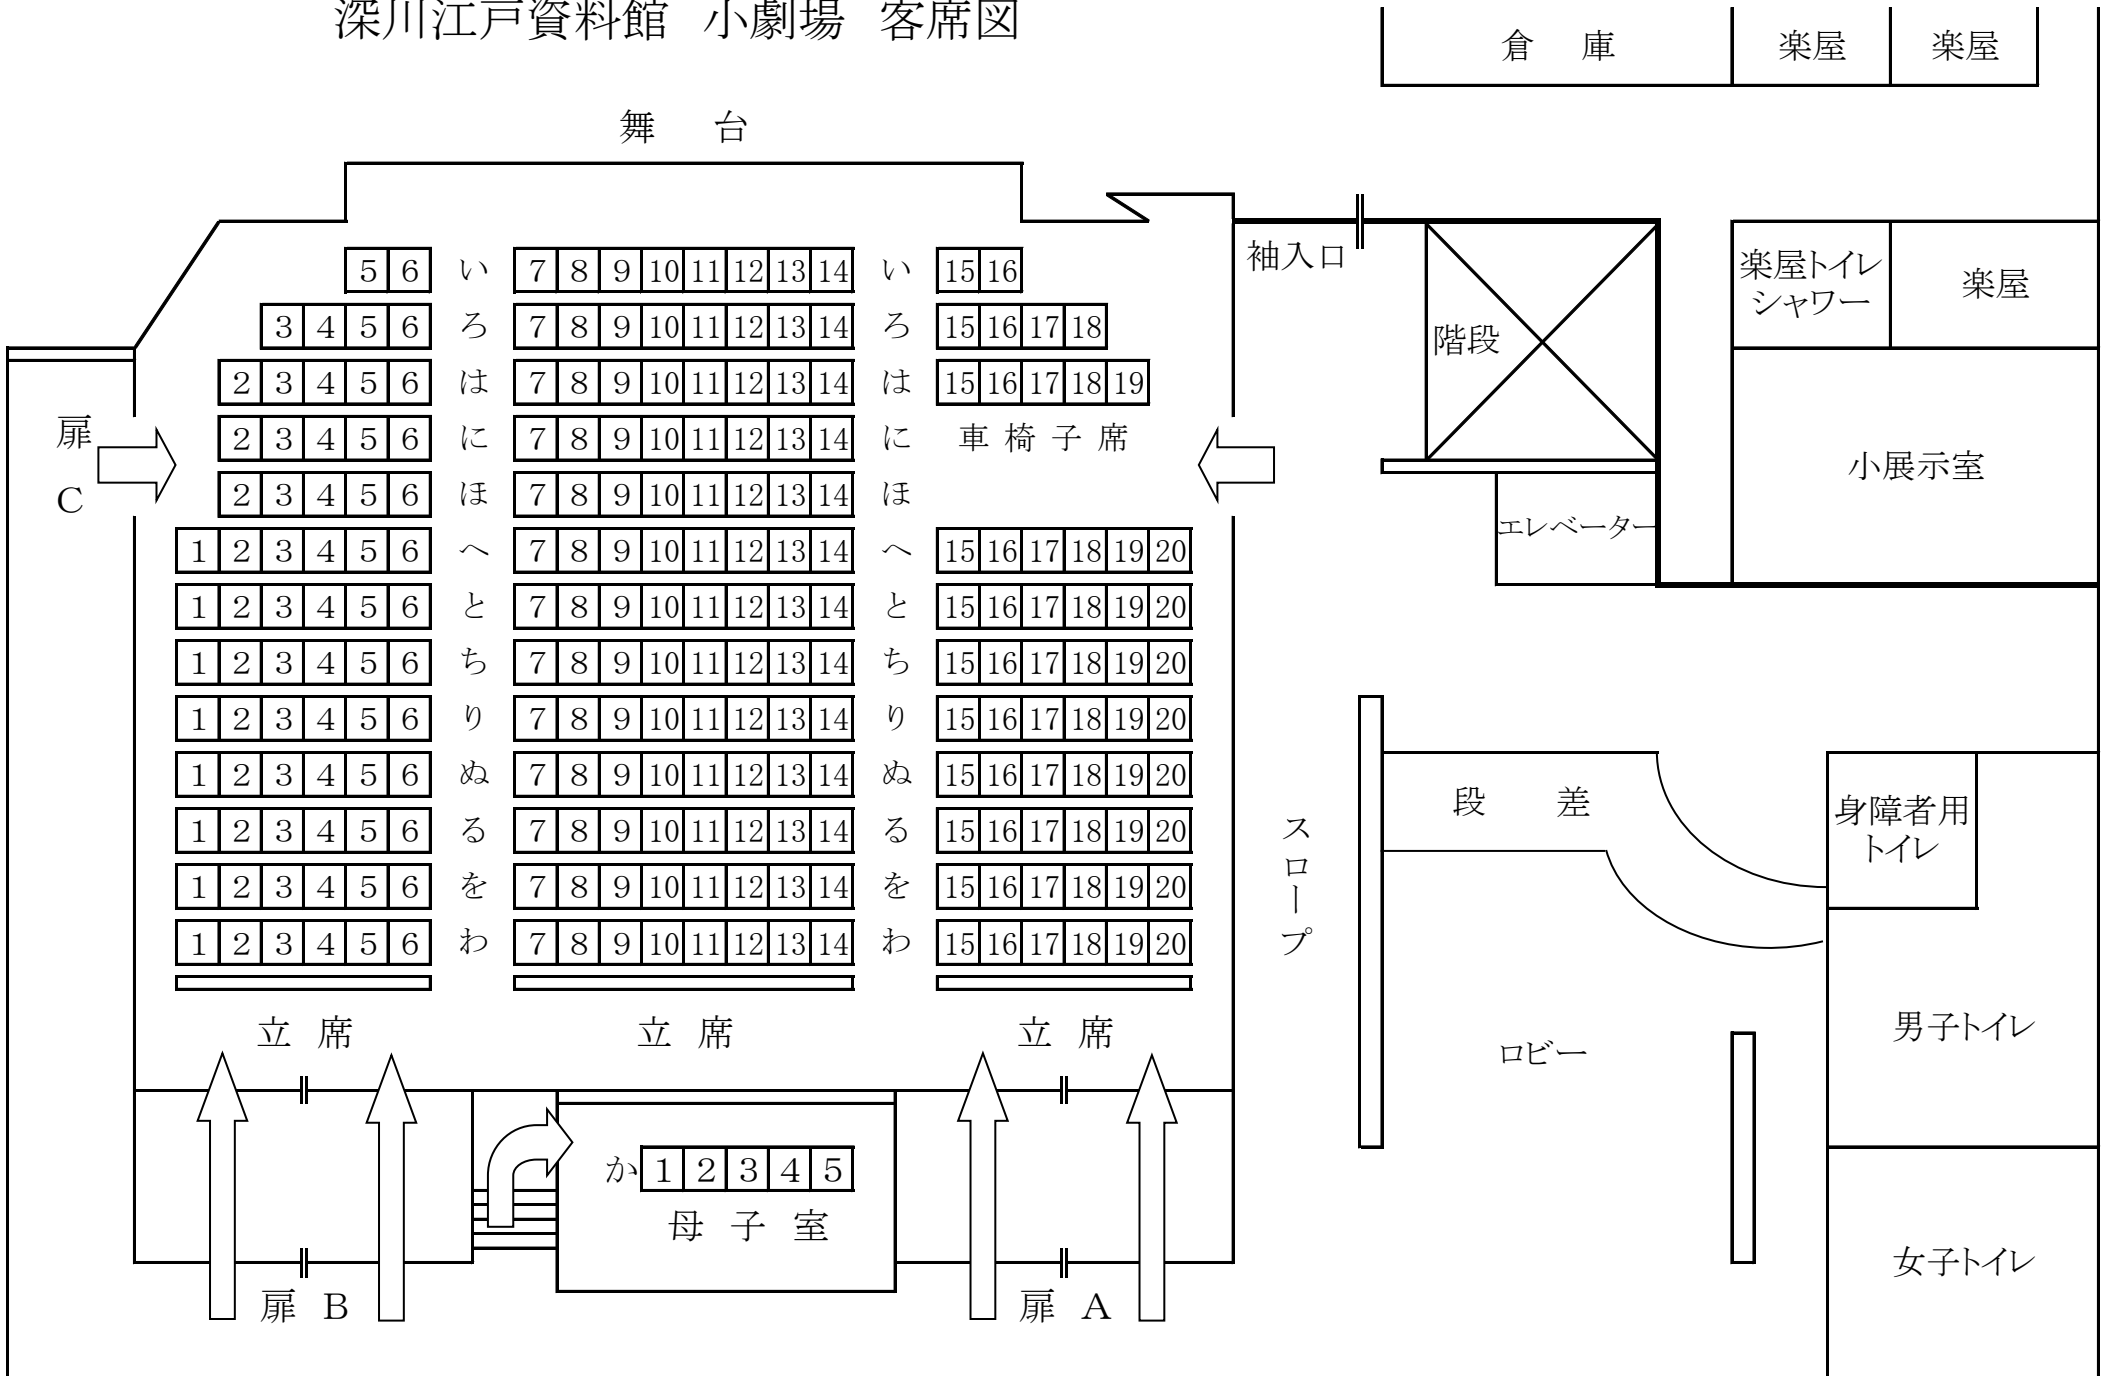 深川江戸資料館 小劇場 客席図
倉 庫 楽屋 楽屋
舞 台
袖入口
楽屋トイレ
シャワー
楽屋
5 6 い 7 8 9 10 11 12 13 14 い 15 16
3 4 5 6 ろ 7 8 9 10 11 12 13 14 ろ 15 16 17 18
2 3 4 5 6 は 7 8 9 10 11 12 13 14 は 15 16 17 18 19
2 3 4 5 6 に 7 8 9 10 11 12 13 14 に 車椅子席
2 3 4 5 6 ほ 7 8 9 10 11 12 13 14 ほ
1 2 3 4 5 6 へ 7 8 9 10 11 12 13 14 へ 15 16 17 18 19 20
1 2 3 4 5 6 と 7 8 9 10 11 12 13 14 と 15 16 17 18 19 20
1 2 3 4 5 6 ち 7 8 9 10 11 12 13 14 ち 15 16 17 18 19 20
1 2 3 4 5 6 り 7 8 9 10 11 12 13 14 り 15 16 17 18 19 20
1 2 3 4 5 6 ぬ 7 8 9 10 11 12 13 14 ぬ 15 16 17 18 19 20
1 2 3 4 5 6 る 7 8 9 10 11 12 13 14 る 15 16 17 18 19 20
1 2 3 4 5 6 を 7 8 9 10 11 12 13 14 を 15 16 17 18 19 20
1 2 3 4 5 6 わ 7 8 9 10 11 12 13 14 わ 15 16 17 18 19 20
扉
C
階段
小展示室
エレベーター
段 差
身障者用
トイレ
スロープ
立 席 立 席 立 席
ロビー
男子トイレ
か 1 2 3 4 5
母 子 室
女子トイレ
扉 B 扉 A